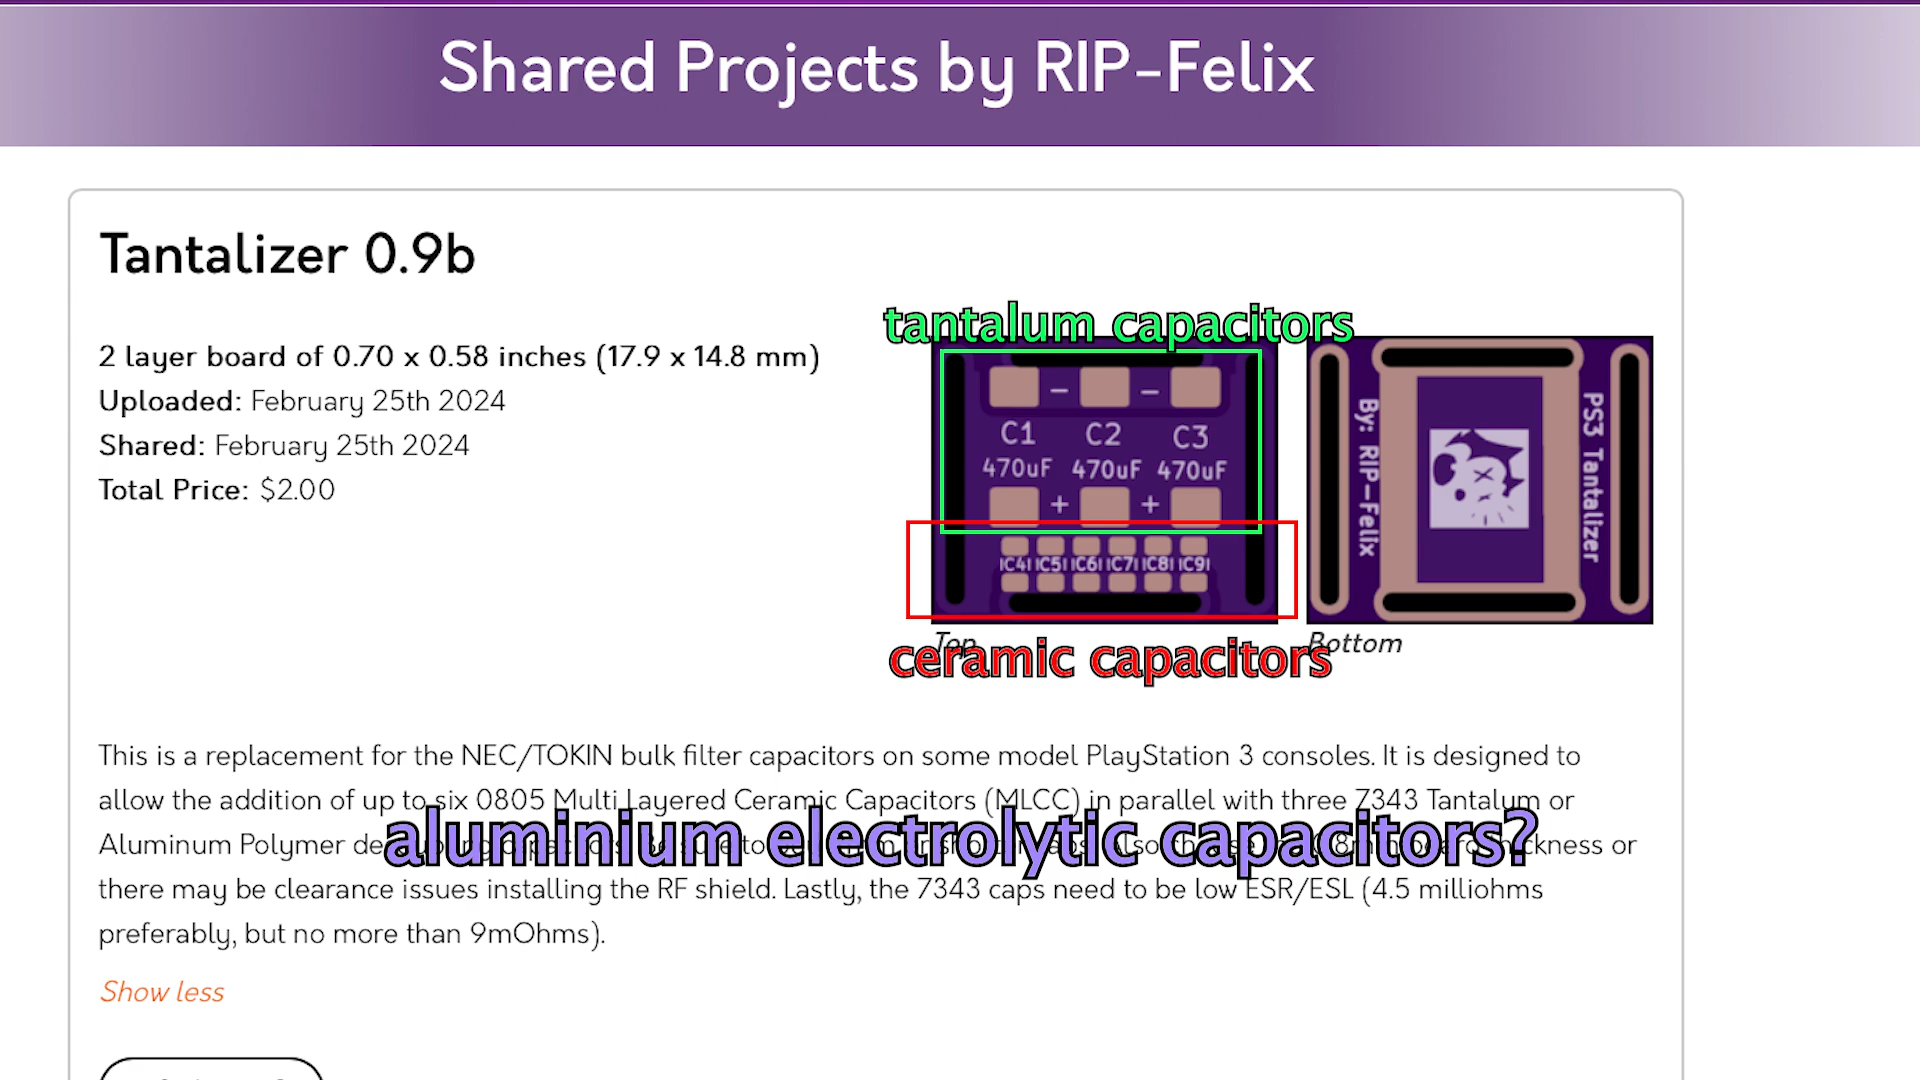 Shared Projects by RIP-Felix
Tantalizer 0.9b
2 layer board of 0.70 x 0.58 inches (17.9 x 14.8 mm)
Uploaded: February 25th 2024
Shared: February 25th 2024
Total Price: $2.00
tantalum capacitors
- -
C1 C2 C3
470uF 470uF 470uF
+ +
C4 C5 C6 C7 C8 C9
By: RIP-Felix
PS3 Tantalizer
Top
Bottom
ceramic capacitors
This is a replacement for the NEC/TOKIN bulk filter capacitors on some model PlayStation 3 consoles. It is designed to
allow the addition of up to six 0805 Multi Layered Ceramic Capacitors (MLCC) in parallel with three 7343 Tantalum or
Aluminum Polymer
aluminium electrolytic capacitors?
there may be clearance issues installing the RF shield. Lastly, the 7343 caps need to be low ESR/ESL (4.5 milliohms
preferably, but no more than 9mOhms).
Show less